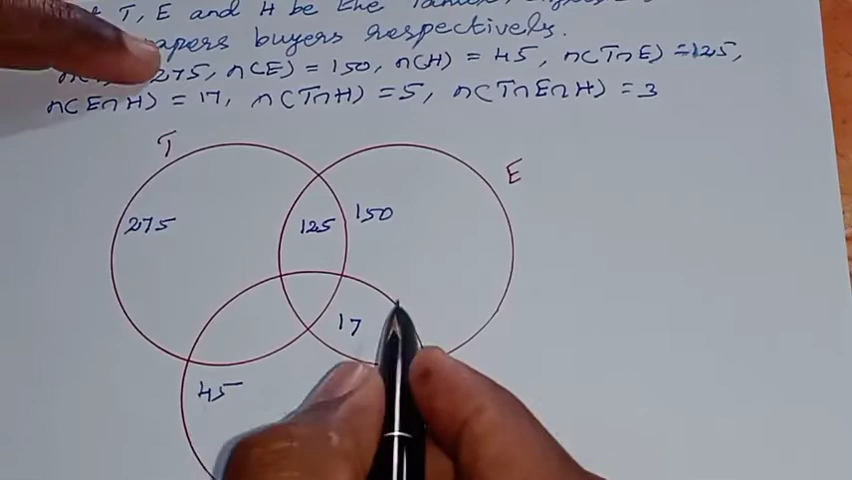 T, E and H be the
papers buyers respectively.
275, n(E) = 150, n(H) = 45, n(T∩E) = 125,
n(E∩H) = 17, n(T∩H) = 5, n(T∩E∩H) = 3
T
E
275
125
150
17
45